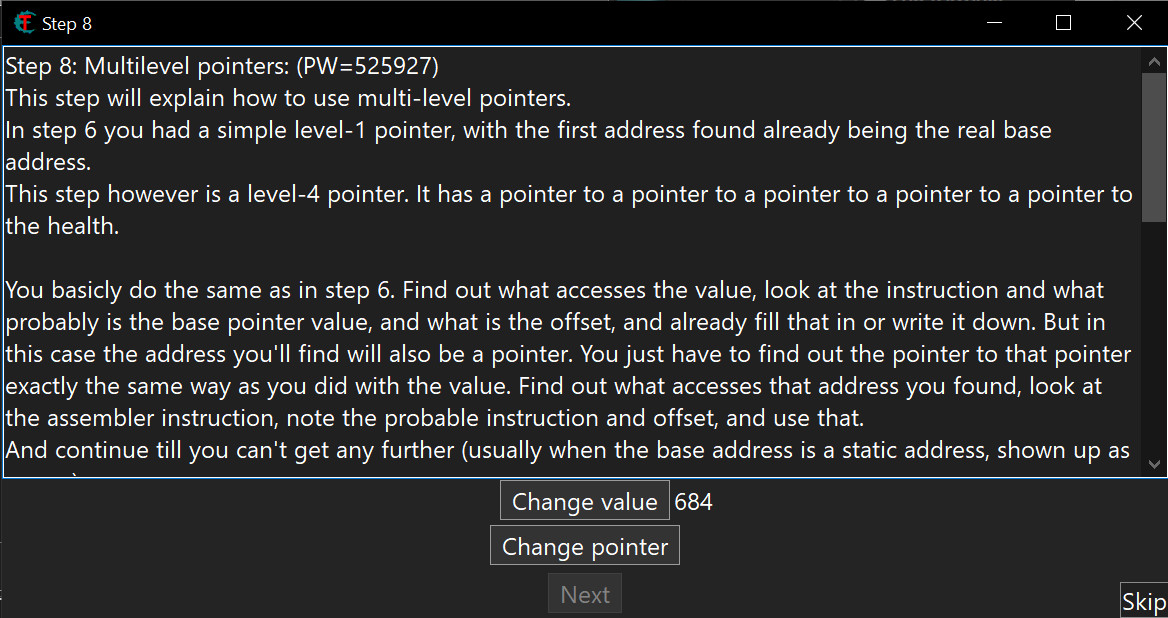 Step 8
Step 8: Multilevel pointers: (PW=525927)
This step will explain how to use multi-level pointers.
In step 6 you had a simple level-1 pointer, with the first address found already being the real base
address.
This step however is a level-4 pointer. It has a pointer to a pointer to a pointer to a pointer to a pointer to
the health.
You basicly do the same as in step 6. Find out what accesses the value, look at the instruction and what
probably is the base pointer value, and what is the offset, and already fill that in or write it down. But in
this case the address you'll find will also be a pointer. You just have to find out the pointer to that pointer
exactly the same way as you did with the value. Find out what accesses that address you found, look at
the assembler instruction, note the probable instruction and offset, and use that.
And continue till you can't get any further (usually when the base address is a static address, shown up as
Change value 684
Change pointer
Next
Skip